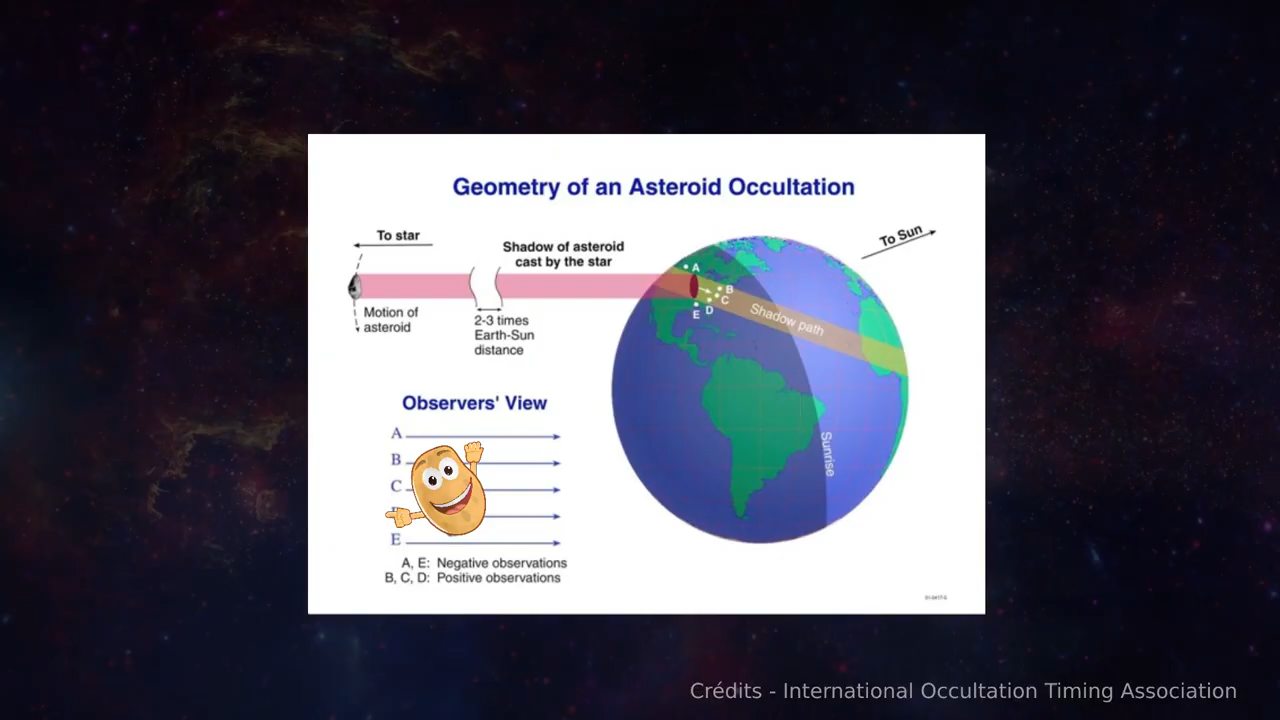 Geometry of an Asteroid Occultation
To star
To Sun
Shadow of asteroid
cast by the star
Motion of
asteroid
2-3 times
Earth-Sun
distance
A
B
C
D
E
Shadow path
Sunrise
Observers' View
A
B
C
E
A, E: Negative observations
B, C, D: Positive observations
Crédits - International Occultation Timing Association